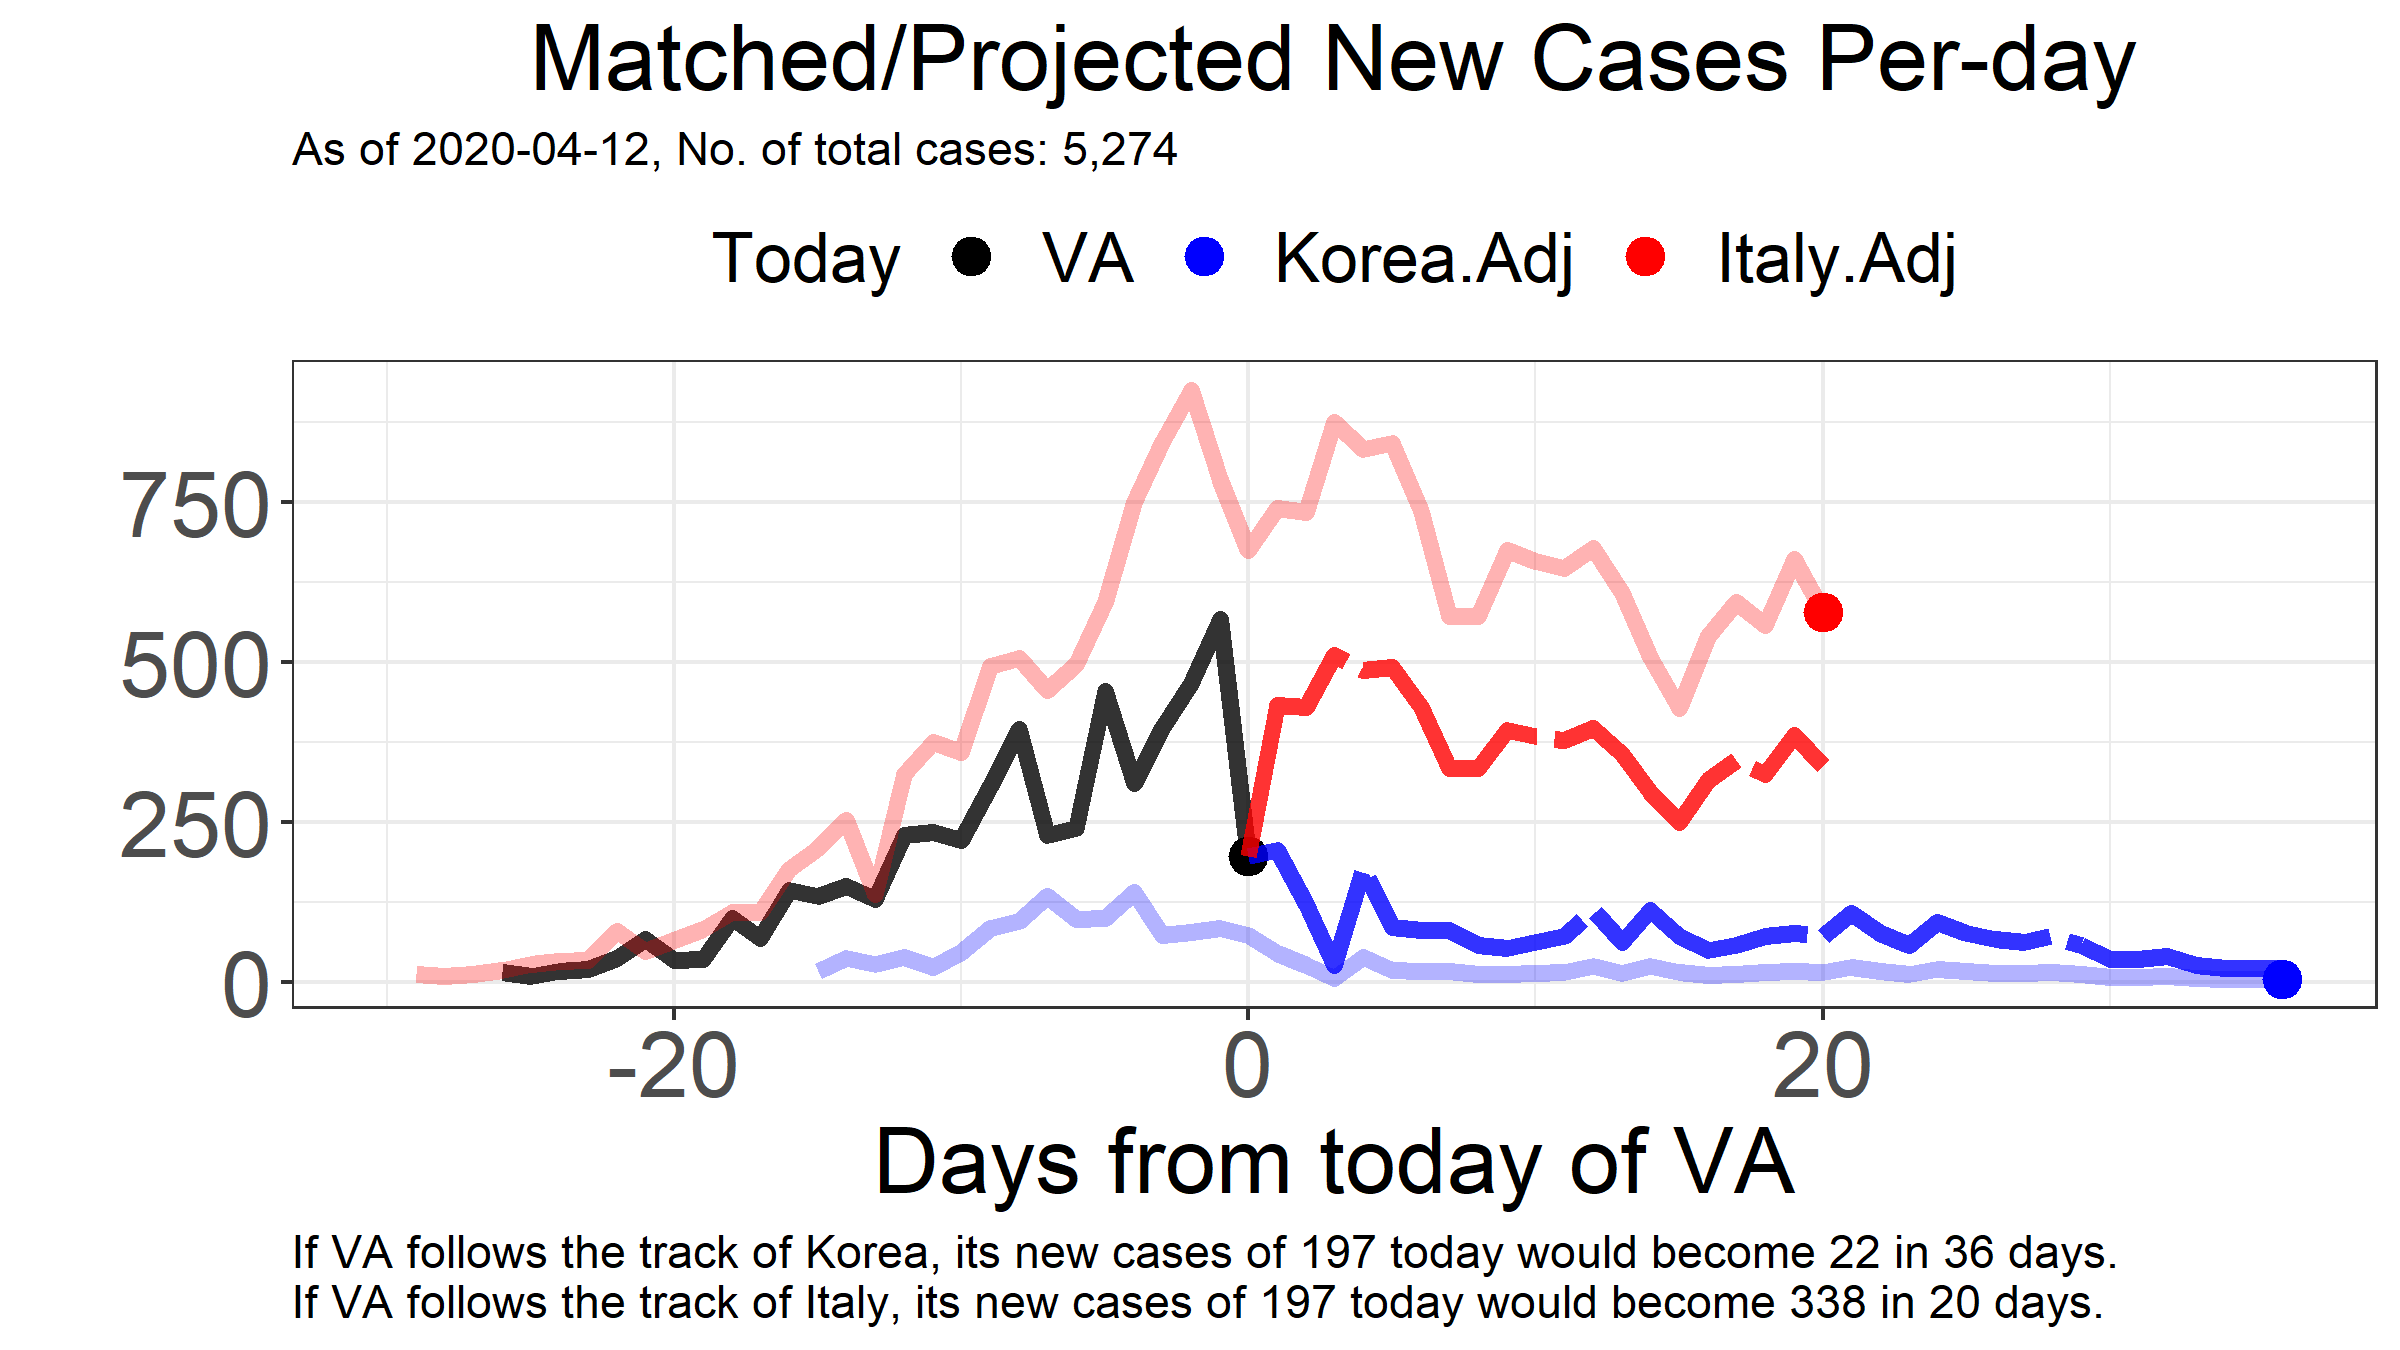 Matched/Projected New Cases Per-day
As of 2020-04-12, No. of total cases: 5,274
Today VA Korea.Adj Italy.Adj
750
500
250
0
-20 0 20
Days from today of VA
If VA follows the track of Korea, its new cases of 197 today would become 22 in 36 days.
If VA follows the track of Italy, its new cases of 197 today would become 338 in 20 days.